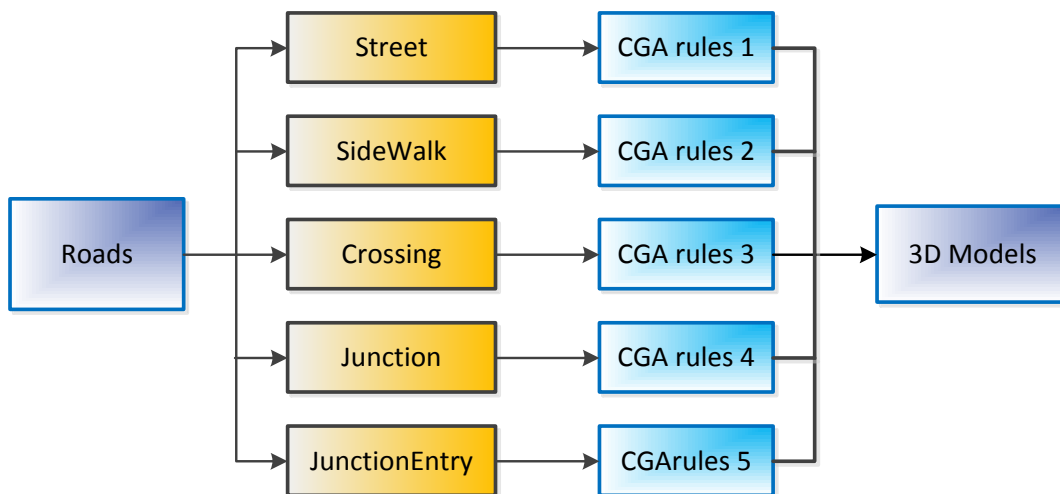 Street
CGA rules 1
SideWalk
CGA rules 2
Roads
Crossing
CGA rules 3
3D Models
Junction
CGA rules 4
JunctionEntry
CGArules 5